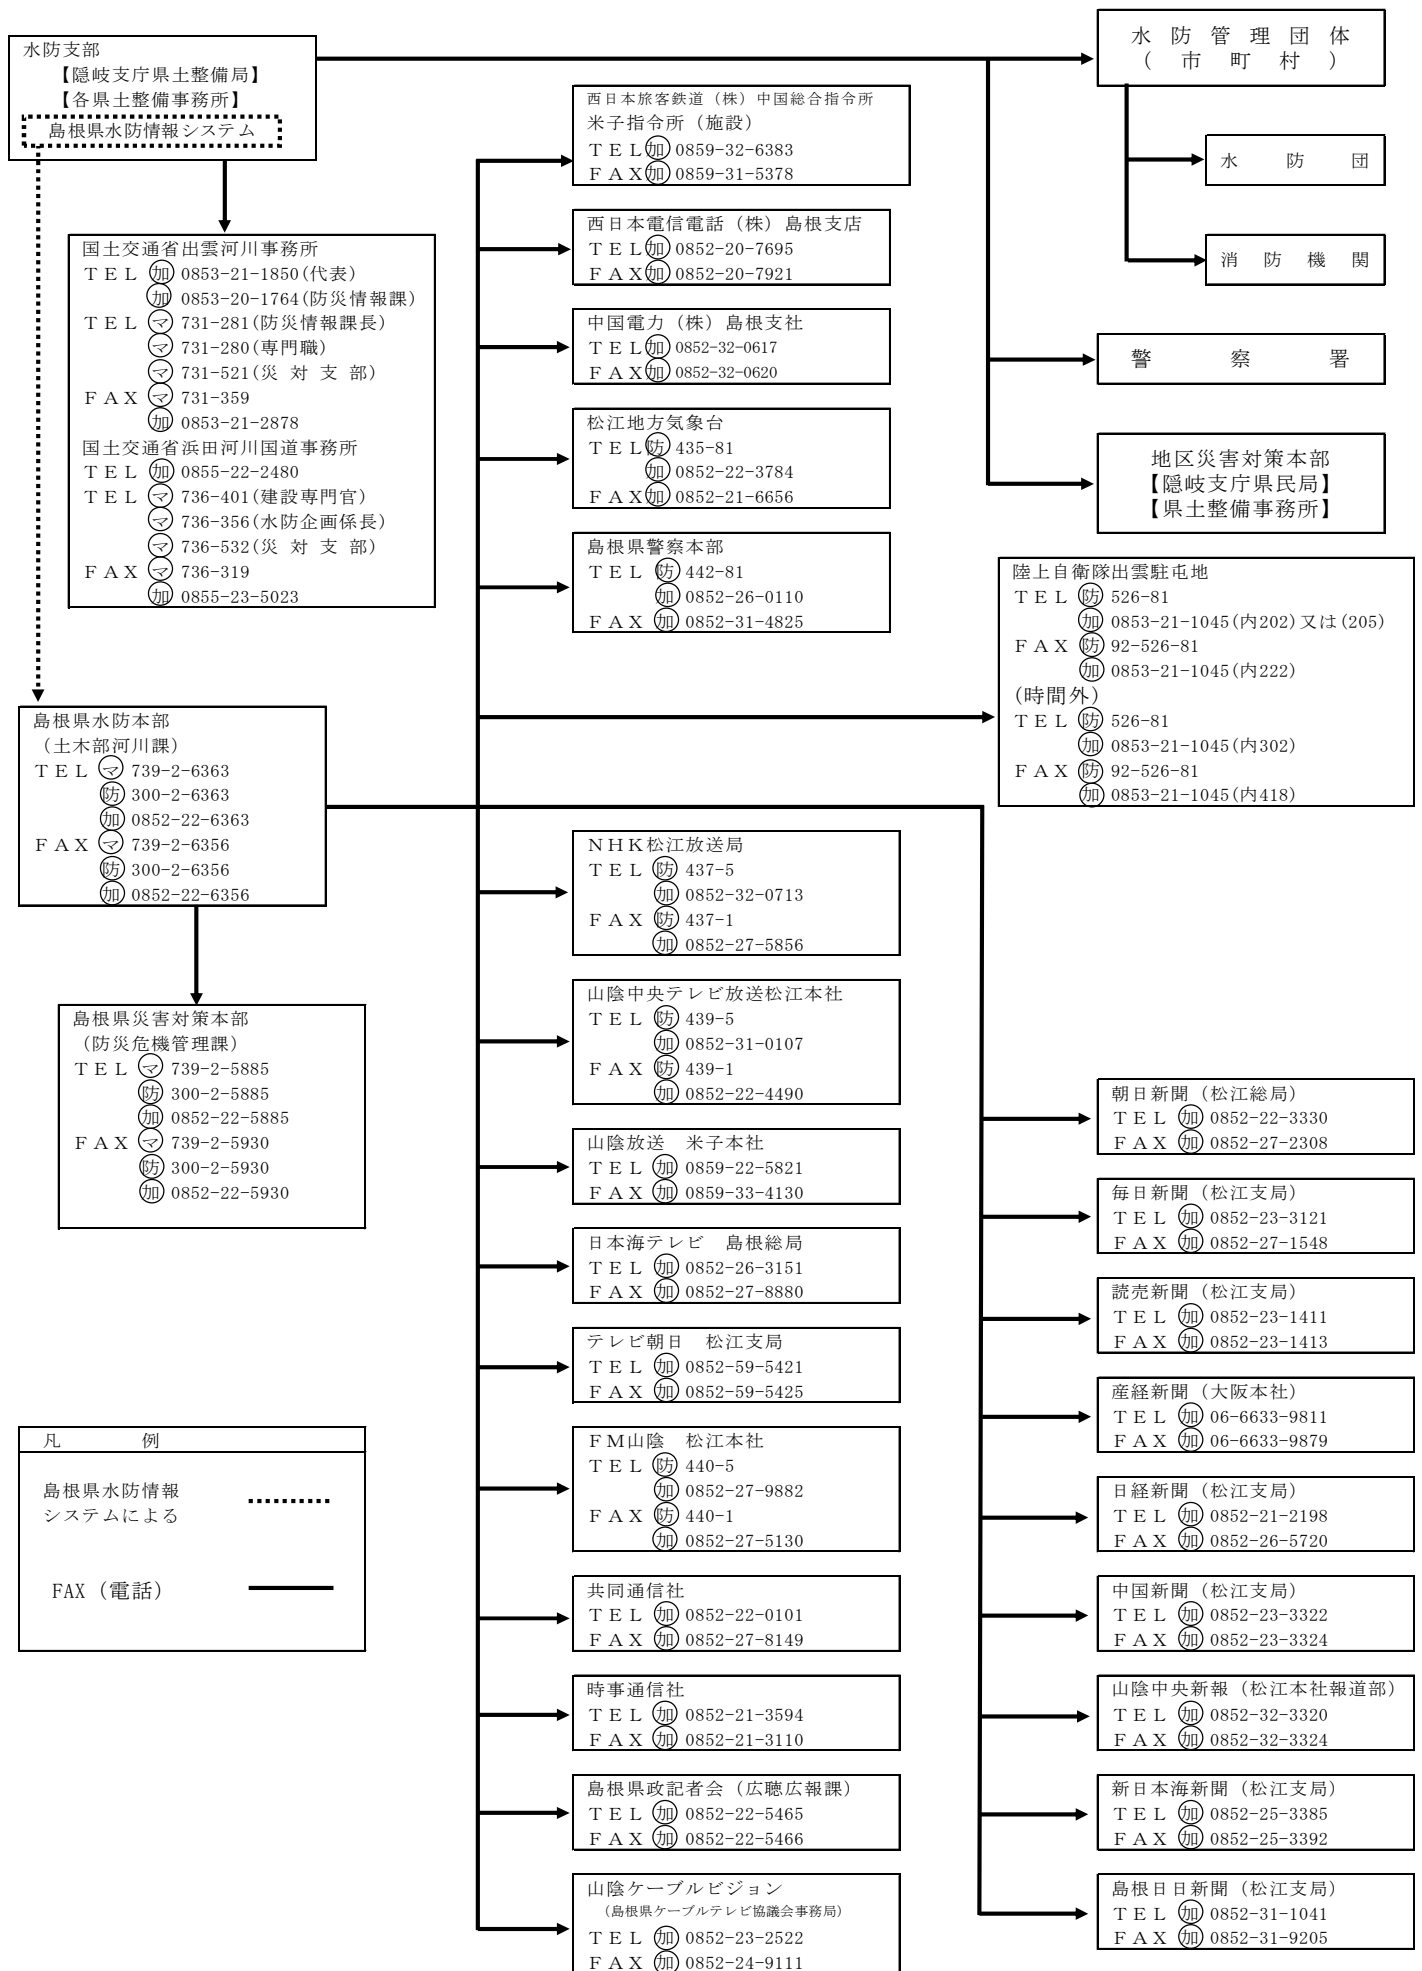 水防支部
【隠岐支庁県土整備局】
【各県土整備事務所】
島根県水防情報システム
国土交通省出雲河川事務所
ＴＥＬ 加 0853-21-1850(代表)
加 0853-20-1764(防災情報課)
ＴＥＬ マ 731-281(防災情報課長)
マ 731-280(専門職)
マ 731-521(災 対 支 部)
ＦＡＸ マ 731-359
加 0853-21-2878
国土交通省浜田河川国道事務所
ＴＥＬ 加 0855-22-2480
ＴＥＬ マ 736-401(建設専門官)
マ 736-356(水防企画係長)
マ 736-532(災 対 支 部)
ＦＡＸ マ 736-319
加 0855-23-5023
島根県水防本部
（土木部河川課）
ＴＥＬ マ 739-2-6363
防 300-2-6363
加 0852-22-6363
ＦＡＸ マ 739-2-6356
防 300-2-6356
加 0852-22-6356
島根県災害対策本部
（防災危機管理課）
ＴＥＬ マ 739-2-5885
防 300-2-5885
加 0852-22-5885
ＦＡＸ マ 739-2-5930
防 300-2-5930
加 0852-22-5930
凡　　　例
島根県水防情報
システムによる
FAX（電話）
西日本旅客鉄道（株）中国総合指令所
米子指令所（施設）
ＴＥＬ 加 0859-32-6383
ＦＡＸ 加 0859-31-5378
西日本電信電話（株）島根支店
ＴＥＬ 加 0852-20-7695
ＦＡＸ 加 0852-20-7921
中国電力（株）島根支社
ＴＥＬ 加 0852-32-0617
ＦＡＸ 加 0852-32-0620
松江地方気象台
ＴＥＬ 防 435-81
加 0852-22-3784
ＦＡＸ 加 0852-21-6656
島根県警察本部
ＴＥＬ 防 442-81
加 0852-26-0110
ＦＡＸ 加 0852-31-4825
ＮＨＫ松江放送局
ＴＥＬ 防 437-5
加 0852-32-0713
ＦＡＸ 防 437-1
加 0852-27-5856
山陰中央テレビ放送松江本社
ＴＥＬ 防 439-5
加 0852-31-0107
ＦＡＸ 防 439-1
加 0852-22-4490
山陰放送　米子本社
ＴＥＬ 加 0859-22-5821
ＦＡＸ 加 0859-33-4130
日本海テレビ　島根総局
ＴＥＬ 加 0852-26-3151
ＦＡＸ 加 0852-27-8880
テレビ朝日　松江支局
ＴＥＬ 加 0852-59-5421
ＦＡＸ 加 0852-59-5425
ＦＭ山陰　松江本社
ＴＥＬ 防 440-5
加 0852-27-9882
ＦＡＸ 防 440-1
加 0852-27-5130
共同通信社
ＴＥＬ 加 0852-22-0101
ＦＡＸ 加 0852-27-8149
時事通信社
ＴＥＬ 加 0852-21-3594
ＦＡＸ 加 0852-21-3110
島根県政記者会（広聴広報課）
ＴＥＬ 加 0852-22-5465
ＦＡＸ 加 0852-22-5466
山陰ケーブルビジョン
（島根県ケーブルテレビ協議会事務局）
ＴＥＬ 加 0852-23-2522
ＦＡＸ 加 0852-24-9111
水 防 管 理 団 体
（ 市 町 村 ）
水 防 団
消 防 機 関
警 察 署
地区災害対策本部
【隠岐支庁県民局】
【県土整備事務所】
陸上自衛隊出雲駐屯地
ＴＥＬ 防 526-81
加 0853-21-1045(内202)又は(205)
ＦＡＸ 防 92-526-81
加 0853-21-1045(内222)
(時間外)
ＴＥＬ 防 526-81
加 0853-21-1045(内302)
ＦＡＸ 防 92-526-81
加 0853-21-1045(内418)
朝日新聞（松江総局）
ＴＥＬ 加 0852-22-3330
ＦＡＸ 加 0852-27-2308
毎日新聞（松江支局）
ＴＥＬ 加 0852-23-3121
ＦＡＸ 加 0852-27-1548
読売新聞（松江支局）
ＴＥＬ 加 0852-23-1411
ＦＡＸ 加 0852-23-1413
産経新聞（大阪本社）
ＴＥＬ 加 06-6633-9811
ＦＡＸ 加 06-6633-9879
日経新聞（松江支局）
ＴＥＬ 加 0852-21-2198
ＦＡＸ 加 0852-26-5720
中国新聞（松江支局）
ＴＥＬ 加 0852-23-3322
ＦＡＸ 加 0852-23-3324
山陰中央新報（松江本社報道部）
ＴＥＬ 加 0852-32-3320
ＦＡＸ 加 0852-32-3324
新日本海新聞（松江支局）
ＴＥＬ 加 0852-25-3385
ＦＡＸ 加 0852-25-3392
島根日日新聞（松江支局）
ＴＥＬ 加 0852-31-1041
ＦＡＸ 加 0852-31-9205